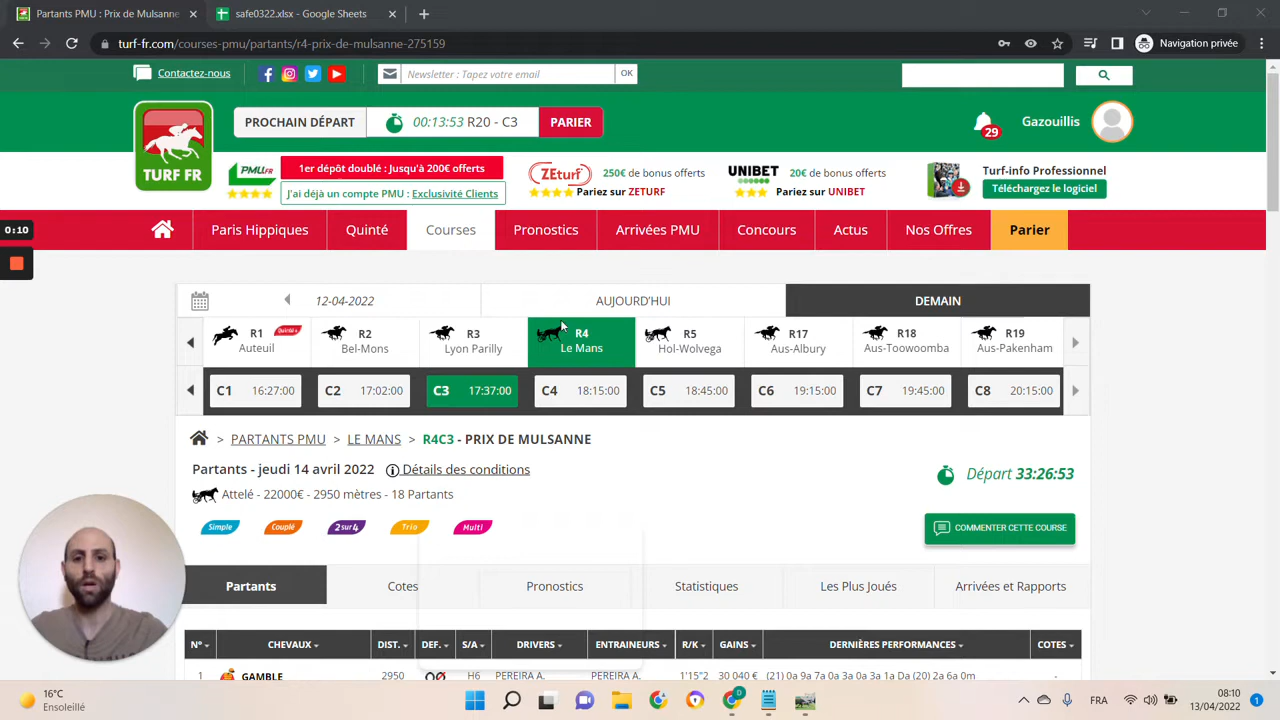 Partants PMU : Prix de Mulsanne
safe0322.xlsx - Google Sheets
turf-fr.com/courses-pmu/partants/r4-prix-de-mulsanne-275159
Navigation privée
Contactez-nous
Newsletter : Tapez votre email
OK
PROCHAIN DÉPART
00:13:53 R20 - C3
PARIER
29
Gazouillis
TURF FR
PMU.FR
1er dépôt doublé : Jusqu'à 200€ offerts
J'ai déjà un compte PMU : Exclusivité Clients
ZEturf
250€ de bonus offerts
Pariez sur ZETURF
UNIBET
20€ de bonus offerts
Pariez sur UNIBET
Turf-info Professionnel
Téléchargez le logiciel
0:10
Paris Hippiques
Quinté
Courses
Pronostics
Arrivées PMU
Concours
Actus
Nos Offres
Parier
12-04-2022
AUJOURD'HUI
DEMAIN
R1 Quinté+
Auteuil
R2
Bel-Mons
R3
Lyon Parilly
R4
Le Mans
R5
Hol-Wolvega
R17
Aus-Albury
R18
Aus-Toowoomba
R19
Aus-Pakenham
C1 16:27:00
C2 17:02:00
C3 17:37:00
C4 18:15:00
C5 18:45:00
C6 19:15:00
C7 19:45:00
C8 20:15:00
> PARTANTS PMU > LE MANS > R4C3 - PRIX DE MULSANNE
Partants - jeudi 14 avril 2022
Détails des conditions
Départ 33:26:53
Attelé - 22000€ - 2950 mètres - 18 Partants
Simple
Couplé
2sur4
Trio
Multi
COMMENTER CETTE COURSE
Partants
Cotes
Pronostics
Statistiques
Les Plus Joués
Arrivées et Rapports
N° CHEVAUX DIST. DEF. S/A DRIVERS ENTRAINEURS R/K GAINS DERNIÈRES PERFORMANCES COTES
1 GAMBLE 2950 H6 PEREIRA A. PEREIRA A. 1'15"2 30 040 € (21) 0a 9a 7a 0a 3a 0a 3a 1a Da (20) 2a 6a 0m
16°C
Ensoleillé
FRA
08:10
13/04/2022
1